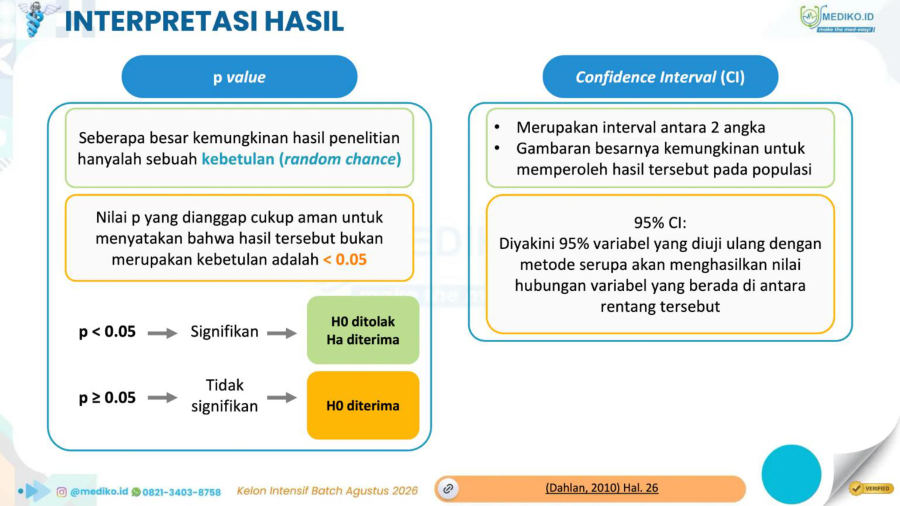 INTERPRETASI HASIL
MEDIKO.ID
make the med-easy!
p value
Seberapa besar kemungkinan hasil penelitian
hanyalah sebuah kebetulan (random chance)
Nilai p yang dianggap cukup aman untuk
menyatakan bahwa hasil tersebut bukan
merupakan kebetulan adalah < 0.05
p < 0.05
Signifikan
H0 ditolak
Ha diterima
p ≥ 0.05
Tidak
signifikan
H0 diterima
Confidence Interval (CI)
• Merupakan interval antara 2 angka
• Gambaran besarnya kemungkinan untuk
memperoleh hasil tersebut pada populasi
95% CI:
Diyakini 95% variabel yang diuji ulang dengan
metode serupa akan menghasilkan nilai
hubungan variabel yang berada di antara
rentang tersebut
@mediko.id 0821-3403-8758
Kelon Intensif Batch Agustus 2026
(Dahlan, 2010) Hal. 26
VERIFIED